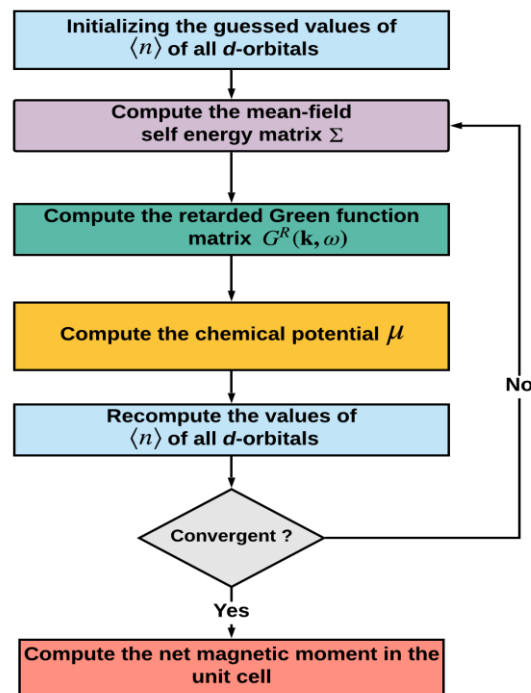 Initializing the guessed values of
⟨n⟩ of all d-orbitals
Compute the mean-field
self energy matrix Σ
Compute the retarded Green function
matrix G^R(k, ω)
Compute the chemical potential μ
Recompute the values of
⟨n⟩ of all d-orbitals
Convergent ?
No
Yes
Compute the net magnetic moment in the
unit cell